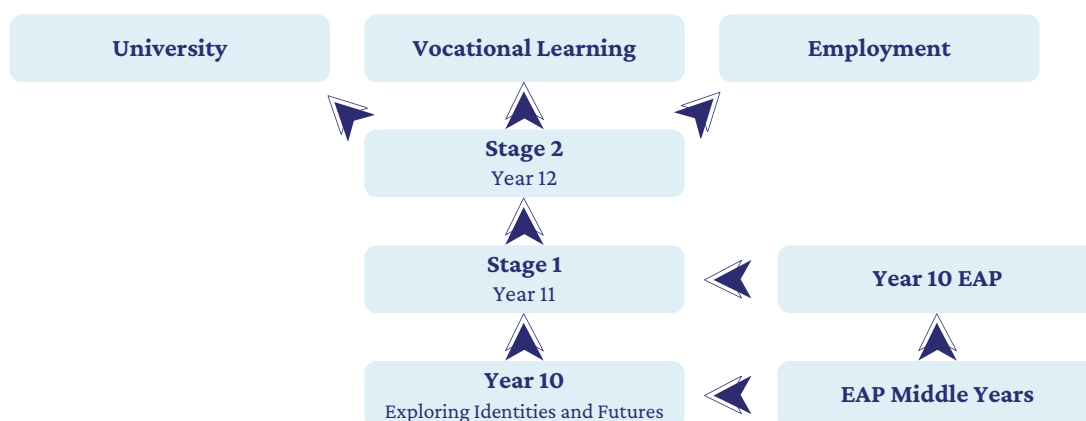 University
Vocational Learning
Employment
Stage 2
Year 12
Stage 1
Year 11
Year 10 EAP
Year 10
Exploring Identities and Futures
EAP Middle Years